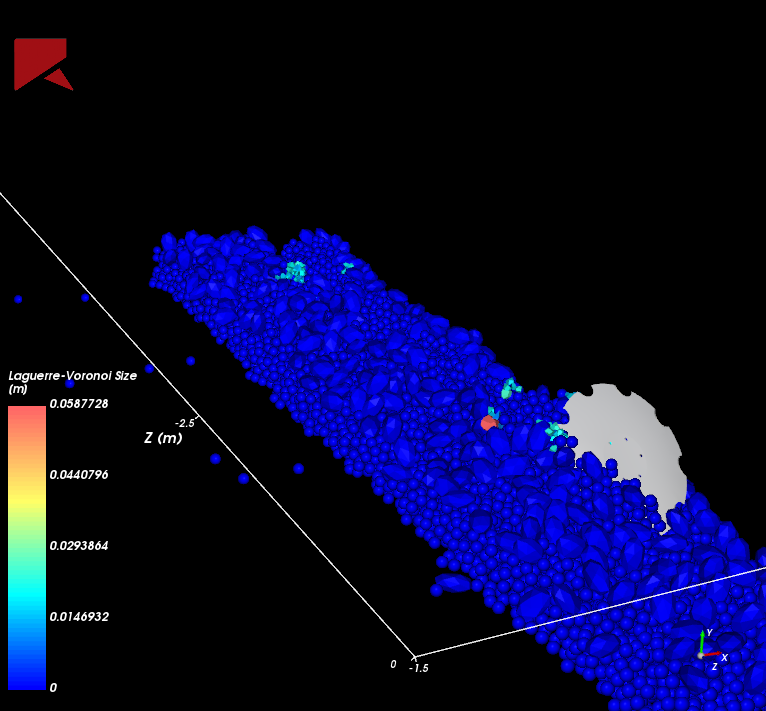 Laguerre-Voronoi Size
(m)
0.0587728
0.0440796
0.0293864
0.0146932
0
-2.5
Z (m)
0
-1.5
Y
X
Z